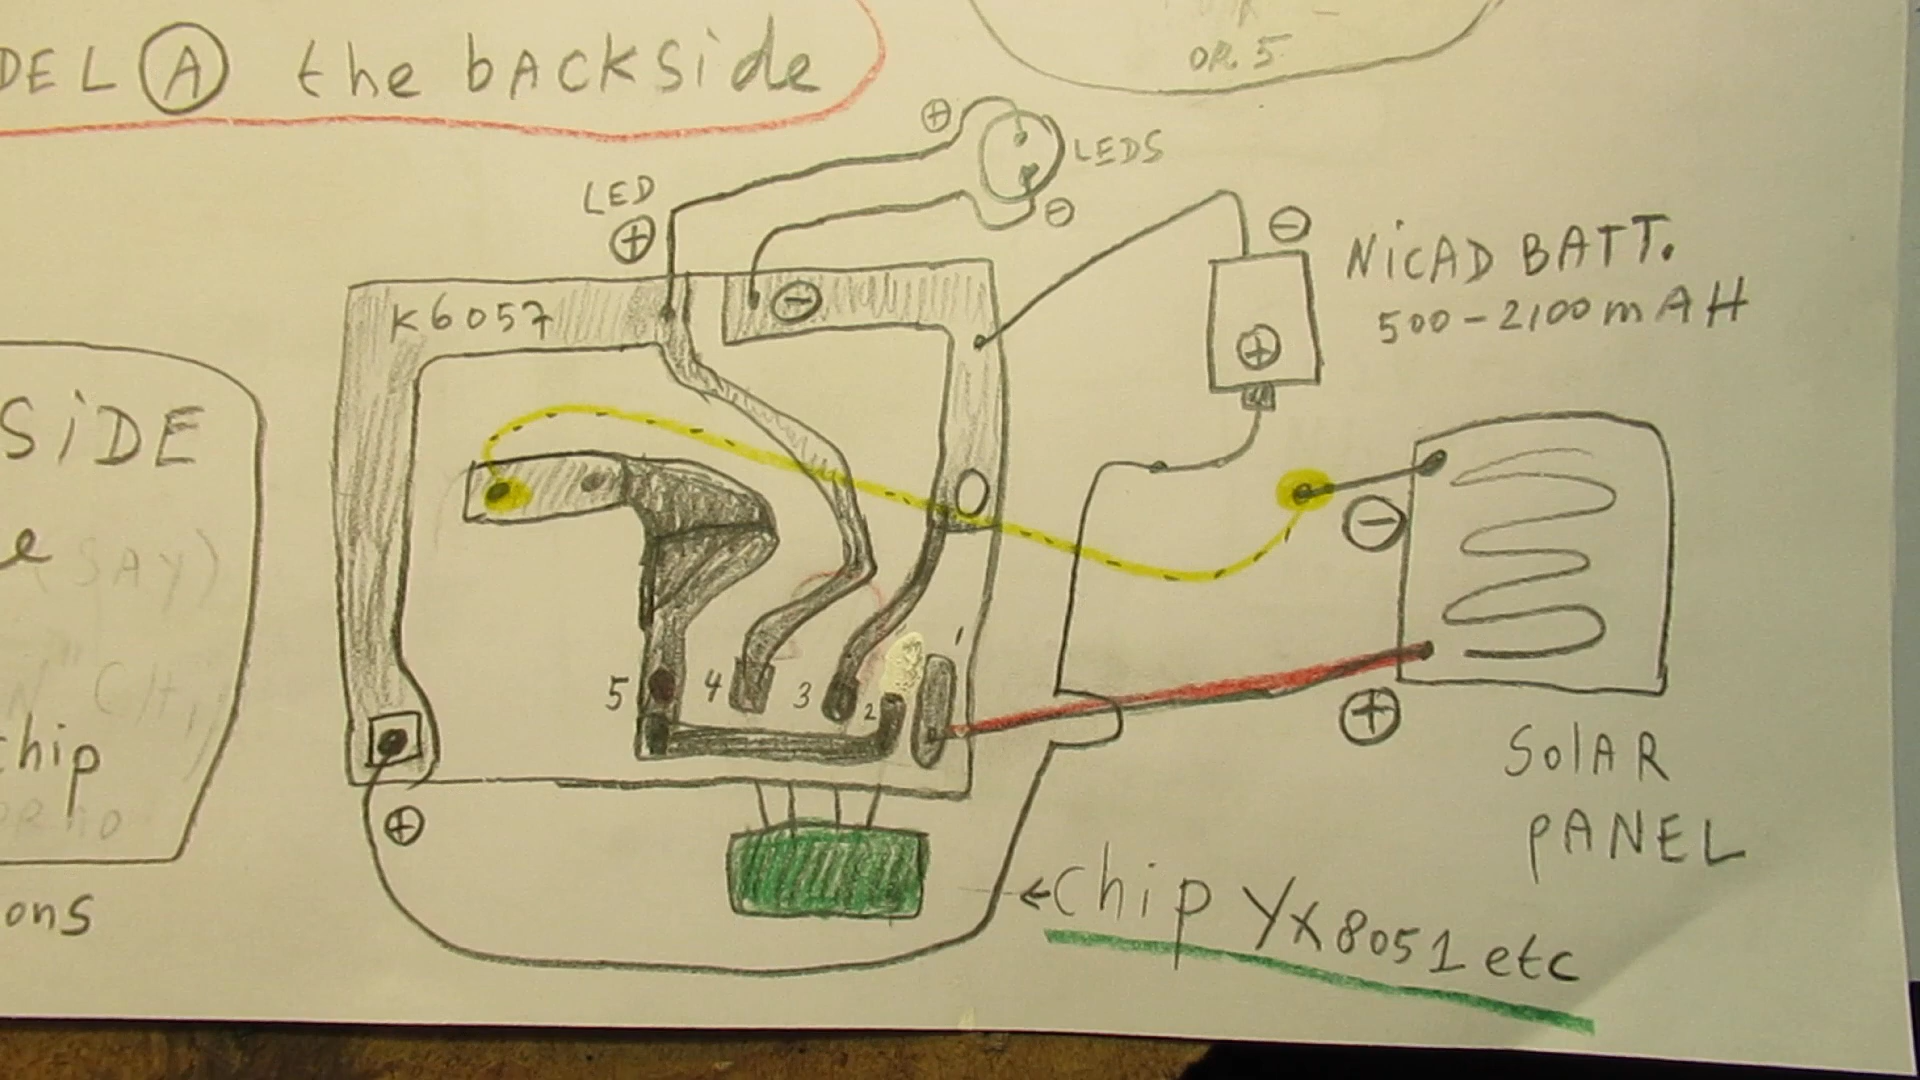 DEL A the bACKSide
OR 5
LEDS
LED
NiCAD BATT.
500-2100mAH
K6057
SiDE
e
(SAY)
5 4 3 2 1
chip
ons
SolAR
PANEL
← Chip YX8051 etc